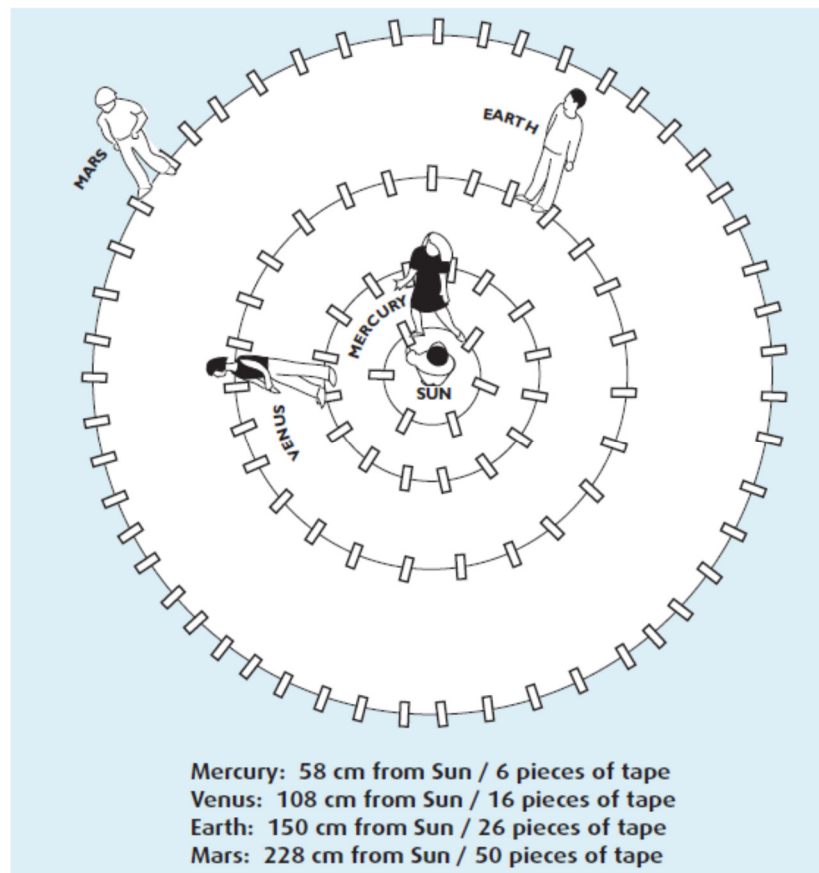 EARTH
MARS
MERCURY
SUN
VENUS
Mercury: 58 cm from Sun / 6 pieces of tape
Venus: 108 cm from Sun / 16 pieces of tape
Earth: 150 cm from Sun / 26 pieces of tape
Mars: 228 cm from Sun / 50 pieces of tape